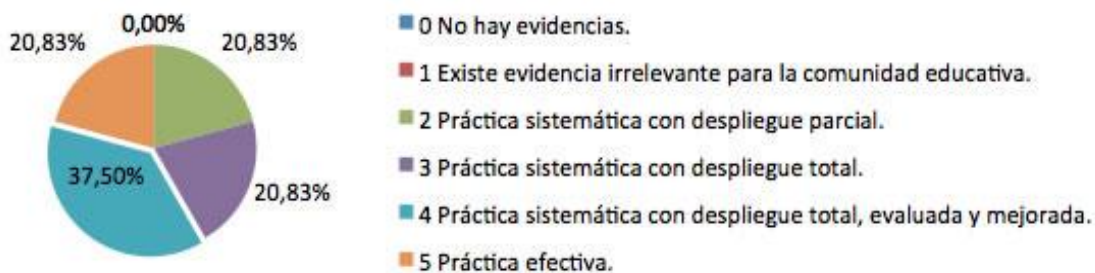 0,00%
20,83%
20,83%
37,50%
20,83%
0 No hay evidencias.
1 Existe evidencia irrelevante para la comunidad educativa.
2 Práctica sistemática con despliegue parcial.
3 Práctica sistemática con despliegue total.
4 Práctica sistemática con despliegue total, evaluada y mejorada.
5 Práctica efectiva.